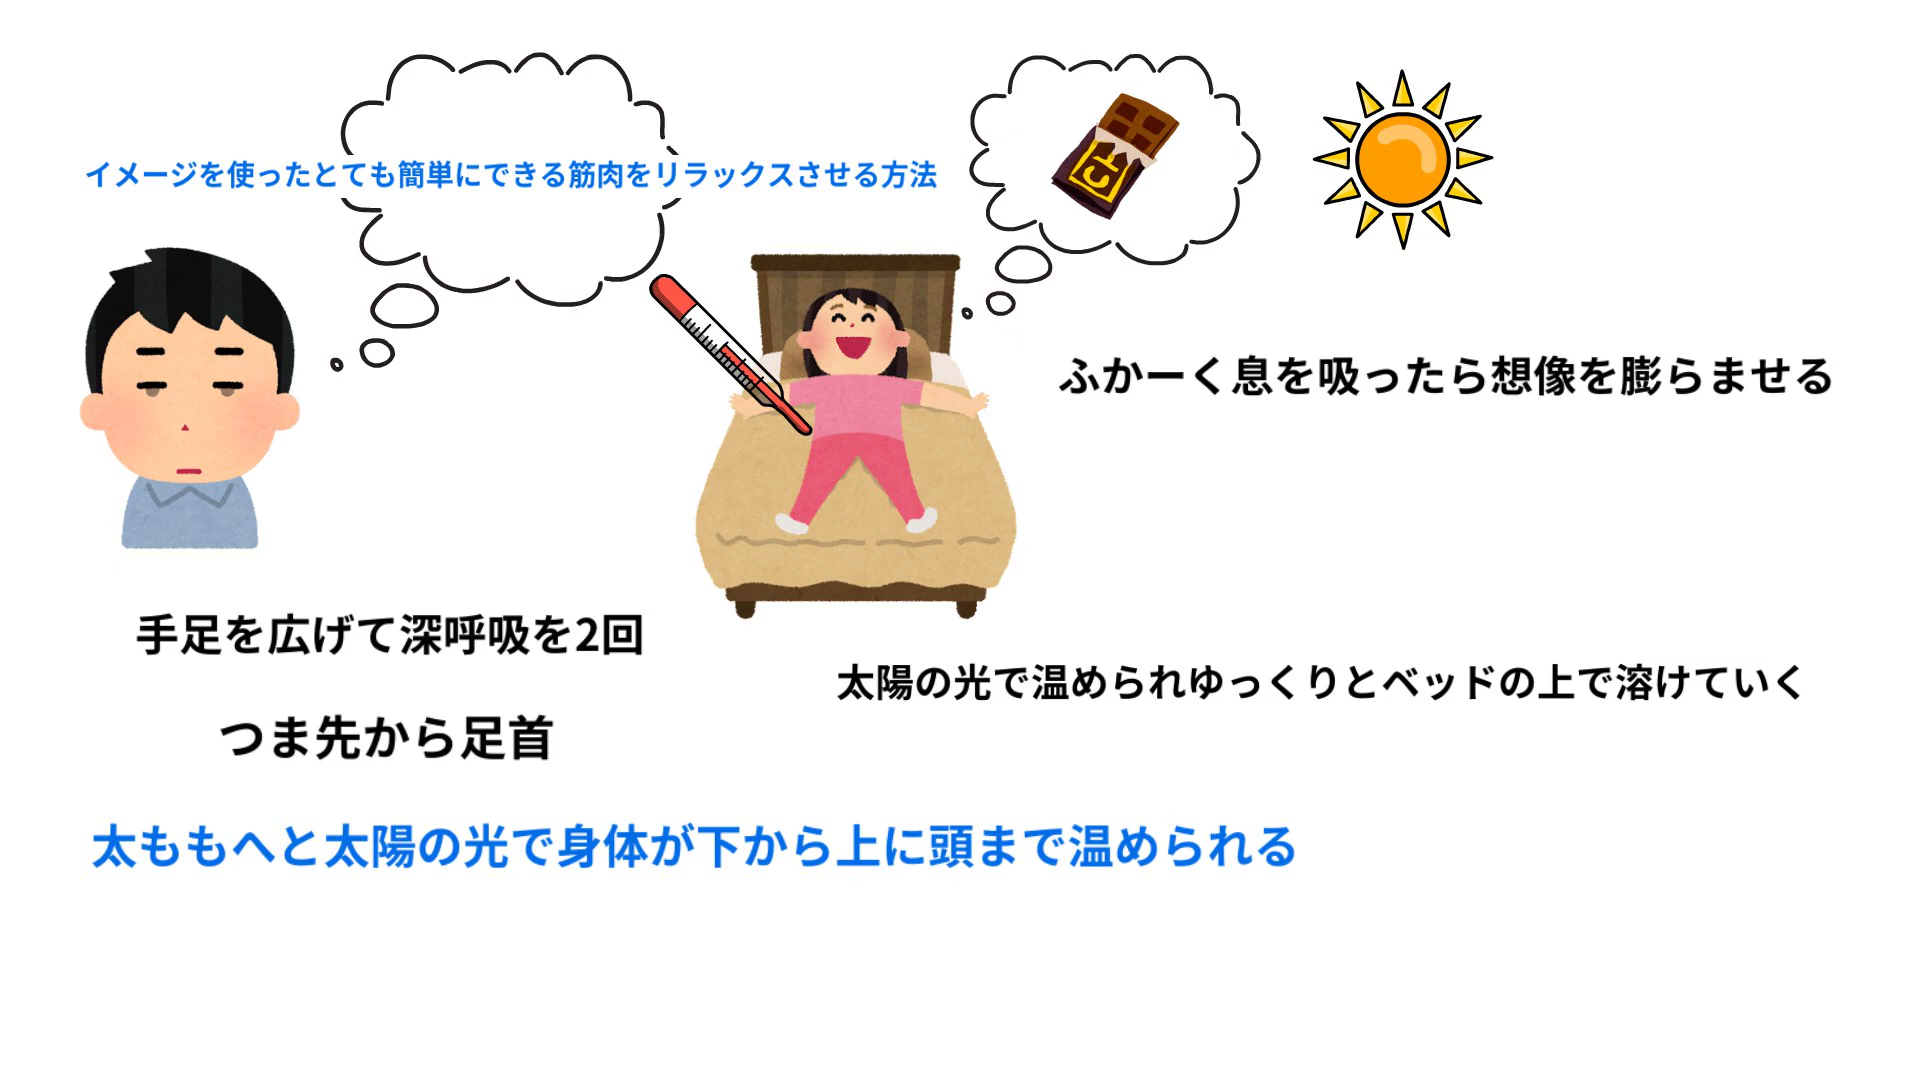 イメージを使ったとても簡単にできる筋肉をリラックスさせる方法
ふかーく息を吸ったら想像を膨らませる
手足を広げて深呼吸を2回
太陽の光で温められゆっくりとベッドの上で溶けていく
つま先から足首
太ももへと太陽の光で身体が下から上に頭まで温められる